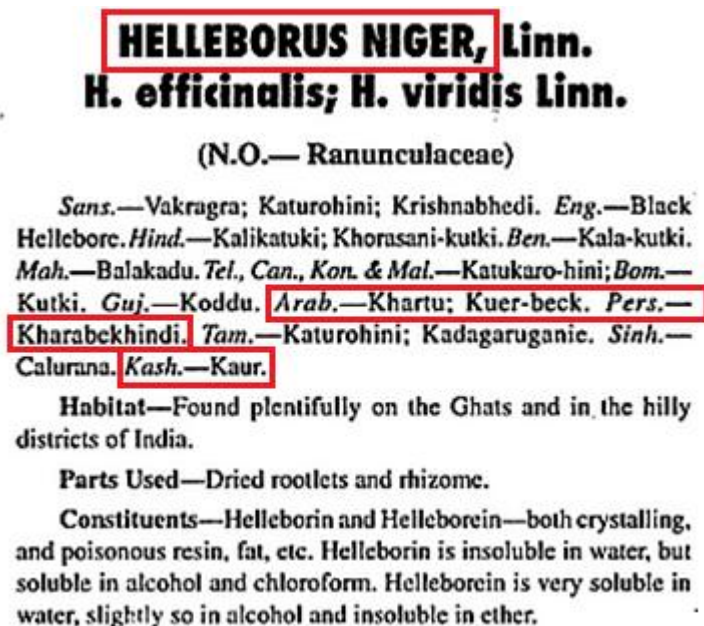 HELLEBORUS NIGER, Linn.
H. efficinalis; H. viridis Linn.
(N.O.— Ranunculaceae)
Sans.—Vakragra; Katurohini; Krishnabhedi. Eng.—Black
Hellebore. Hind.—Kalikatuki; Khorasani-kutki. Ben.—Kala-kutki.
Mah.—Balakadu. Tel., Can., Kon. & Mal.—Katukaro-hini; Bom.—
Kutki. Guj.—Koddu. Arab.—Khartu; Kuer-beck. Pers.—
Kharabekhindi. Tam.—Katurohini; Kadagaruganie. Sinh.—
Calurana. Kash.—Kaur.
Habitat—Found plentifully on the Ghats and in the hilly
districts of India.
Parts Used—Dried rootlets and rhizome.
Constituents—Helleborin and Helleborein—both crystalling,
and poisonous resin, fat, etc. Helleborin is insoluble in water, but
soluble in alcohol and chloroform. Helleborein is very soluble in
water, slightly so in alcohol and insoluble in ether.